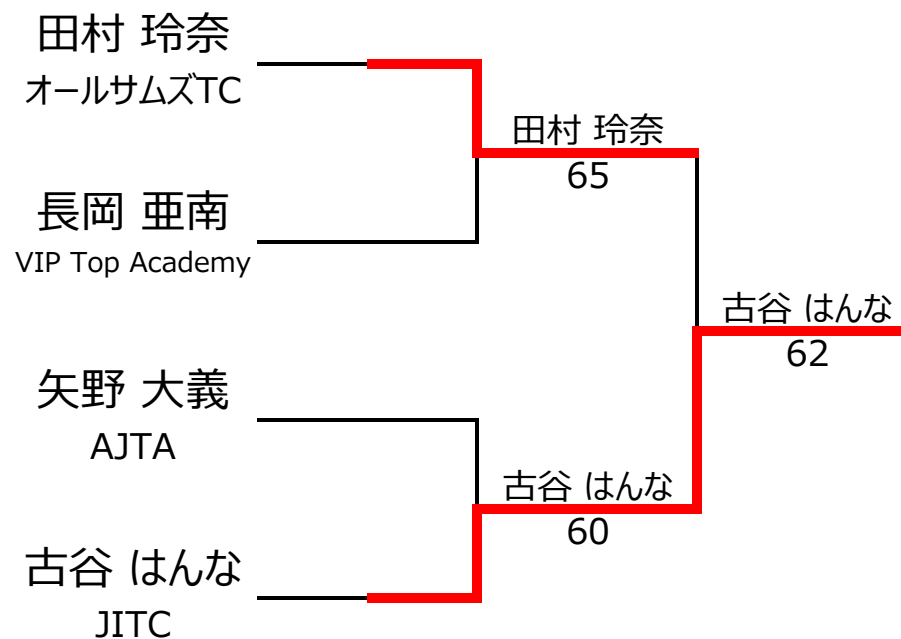 田村 玲奈
オールサムズTC
長岡 亜南
VIP Top Academy
矢野 大義
AJTA
古谷 はんな
JITC
田村 玲奈
65
古谷 はんな
60
古谷 はんな
62